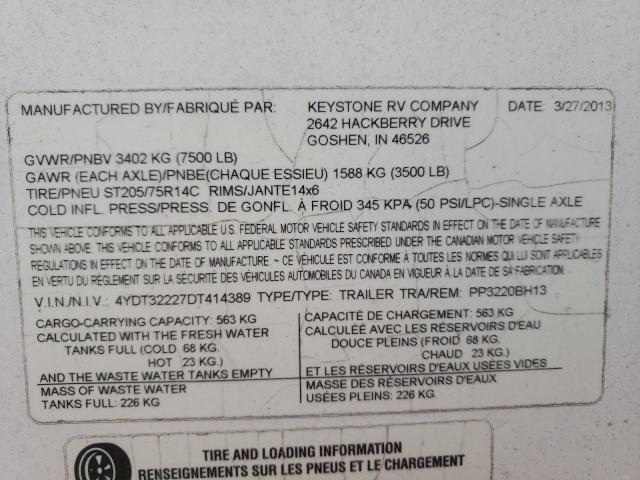 MANUFACTURED BY/FABRIQUÉ PAR: KEYSTONE RV COMPANY DATE: 3/27/2013
2642 HACKBERRY DRIVE
GOSHEN, IN 46526
GVWR/PNBV 3402 KG (7500 LB)
GAWR (EACH AXLE)/PNBE(CHAQUE ESSIEU) 1588 KG (3500 LB)
TIRE/PNEU ST205/75R14C RIMS/JANTE14x6
COLD INFL. PRESS/PRESS. DE GONFL. À FROID 345 KPA (50 PSI/LPC)-SINGLE AXLE
THIS VEHICLE CONFORMS TO ALL APPLICABLE U.S. FEDERAL MOTOR VEHICLE SAFETY STANDARDS IN EFFECT ON THE DATE OF MANUFACTURE
SHOWN ABOVE. THIS VEHICLE CONFORMS TO ALL APPLICABLE STANDARDS PRESCRIBED UNDER THE CANADIAN MOTOR VEHICLE SAFETY
REGULATIONS IN EFFECT ON THE DATE OF MANUFACTURE. ~ CE VÉHICULE EST CONFORME À TOUTES LES NORMES QUI LUI SONT APPLICABLES
EN VERTU DU RÈGLEMENT SUR LA SÉCURITÉ DES VÉHICULES AUTOMOBILES DU CANADA EN VIGUEUR À LA DATE DE SA FABRICATION.
V.I.N./N.I.V.: 4YDT32227DT414389 TYPE/TYPE: TRAILER TRA/REM: PP3220BH13
CARGO-CARRYING CAPACITY: 563 KG
CALCULATED WITH THE FRESH WATER
TANKS FULL (COLD 68 KG.
HOT 23 KG.)
AND THE WASTE WATER TANKS EMPTY
MASS OF WASTE WATER
TANKS FULL: 226 KG
CAPACITÉ DE CHARGEMENT: 563 KG
CALCULÉE AVEC LES RÉSERVOIRS D'EAU
DOUCE PLEINS (FROID 68 KG.
CHAUD 23 KG.)
ET LES RÉSERVOIRS D'EAUX USÉES VIDES
MASSE DES RÉSERVOIRS D'EAUX
USÉES PLEINS: 226 KG.
TIRE AND LOADING INFORMATION
RENSEIGNEMENTS SUR LES PNEUS ET LE CHARGEMENT